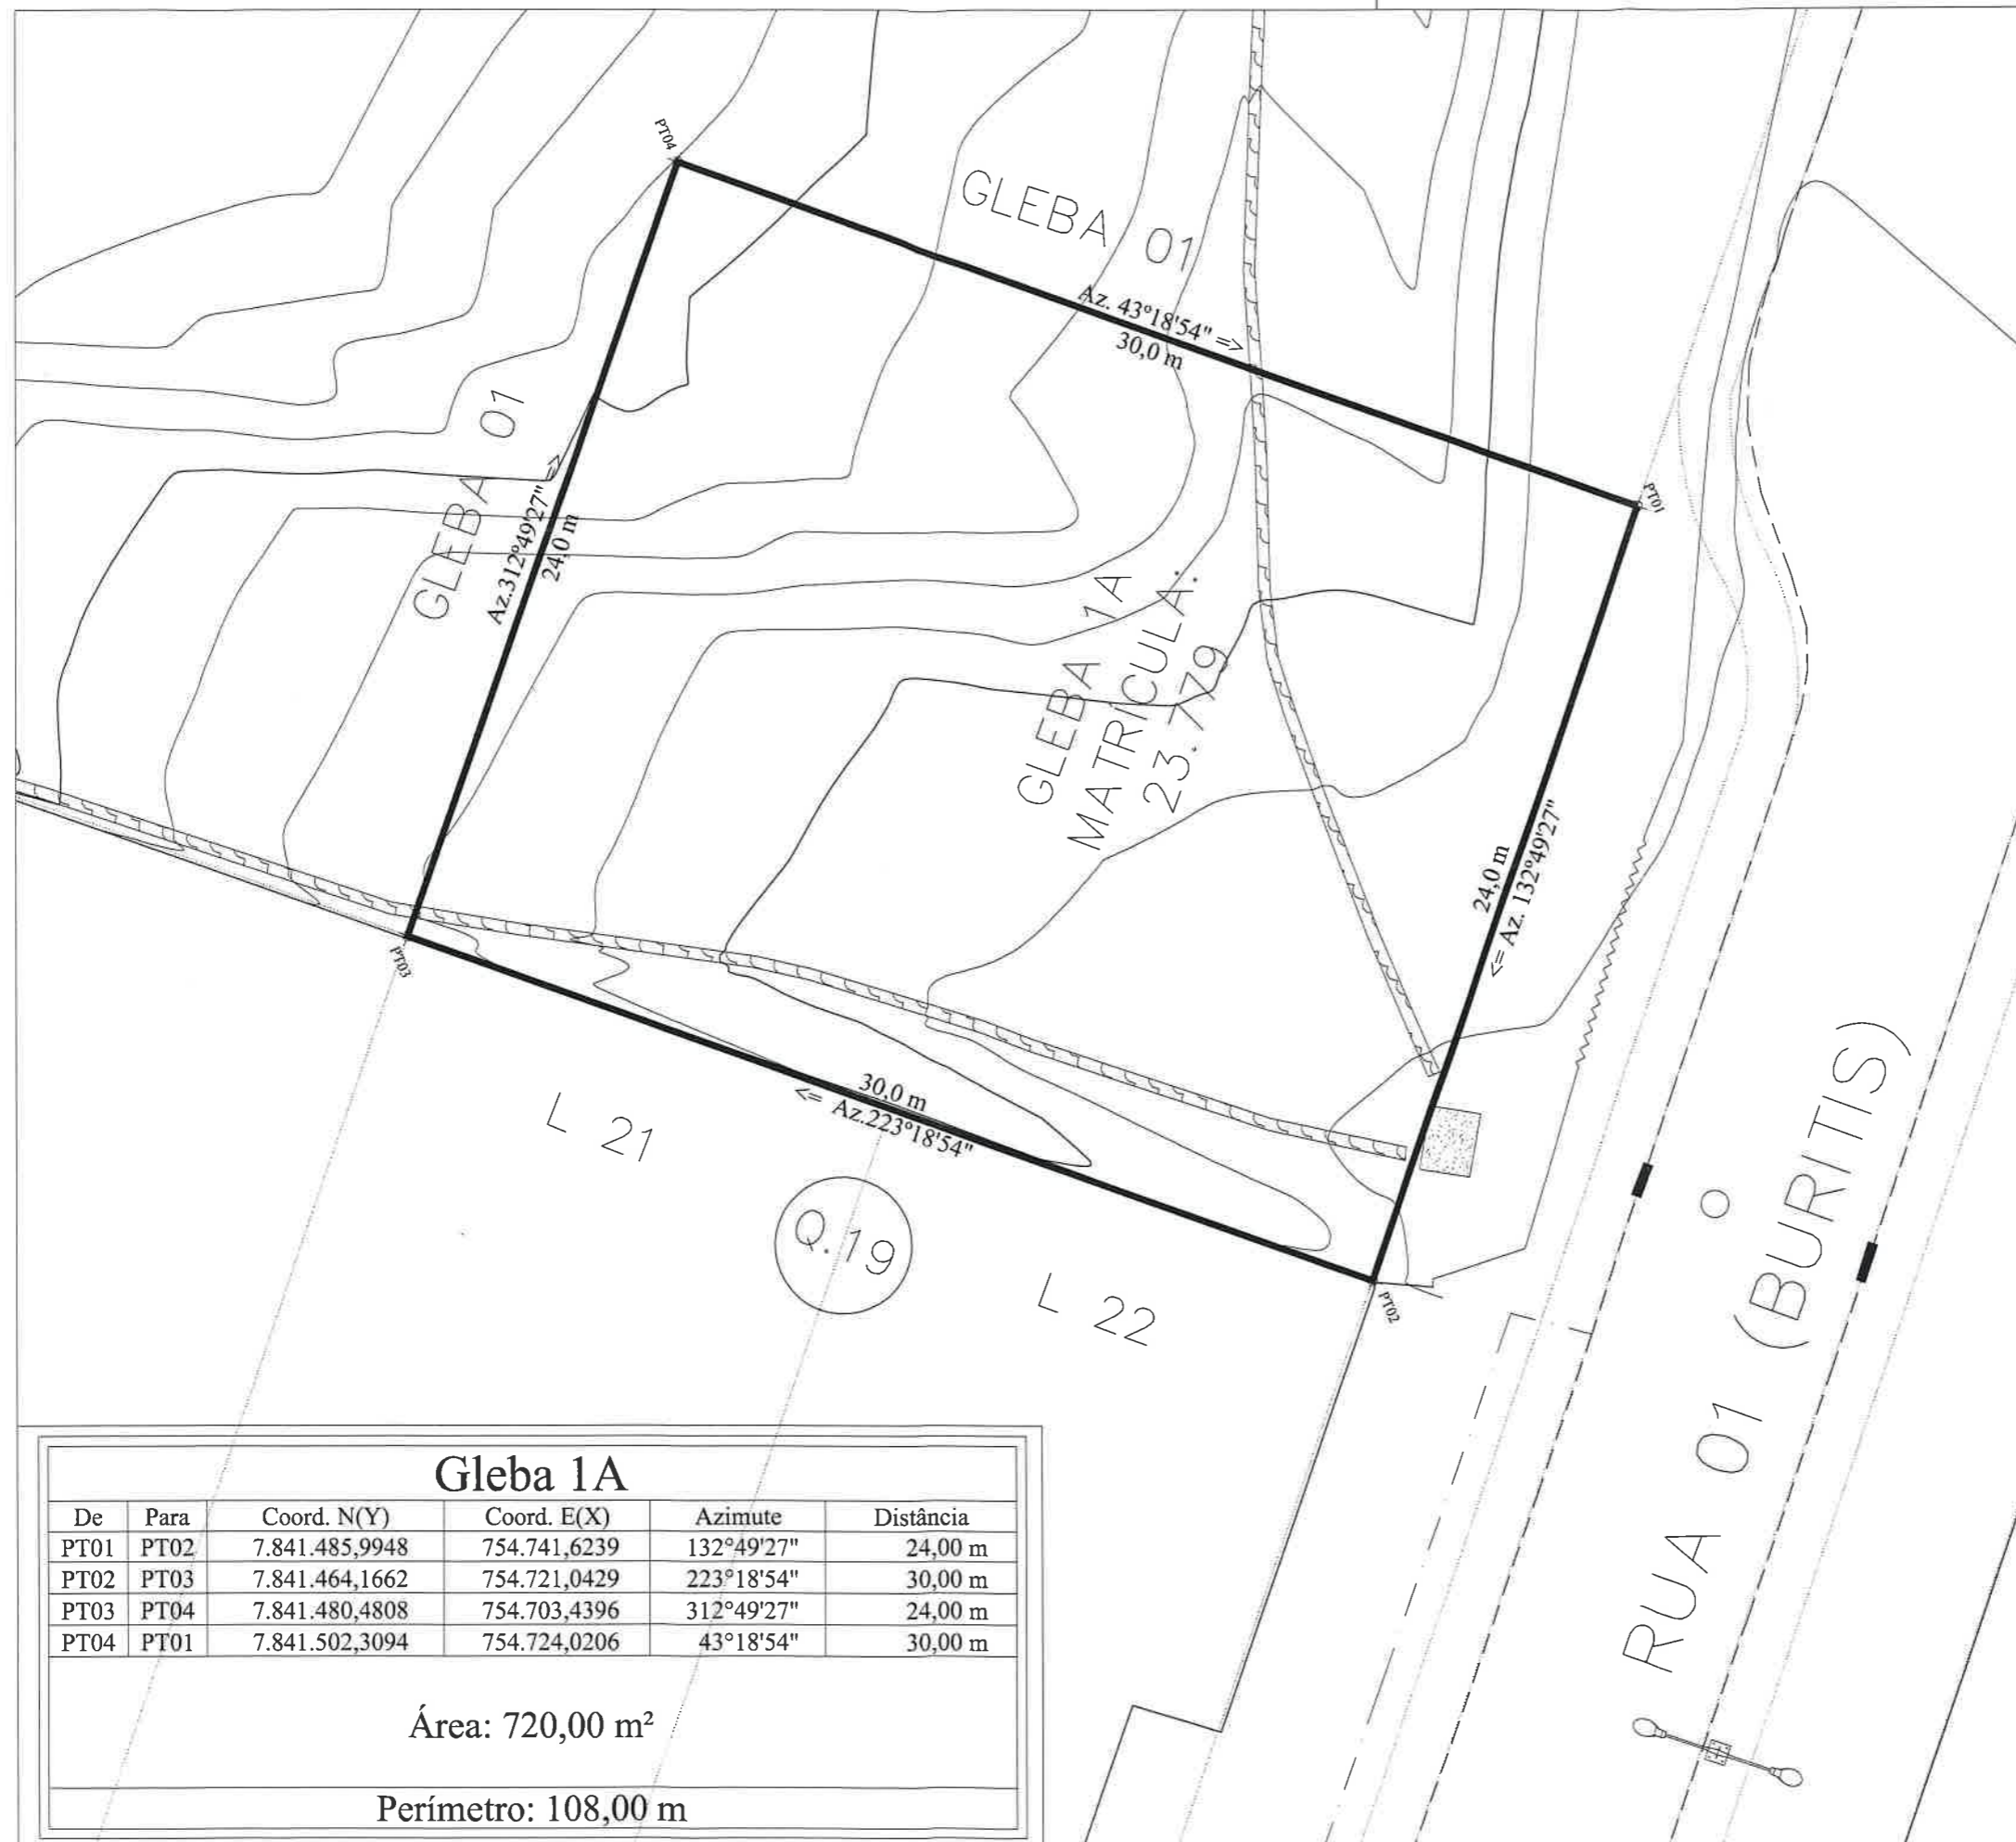 PT04
GLEBA 01
Az. 43°18'54" =>
30,0 m
PT01
GLEBA 01
Az.312°49'27" =>
24,0 m
GLEBA 1A
MATRÍCULA:
23.779
24,0 m
<= Az. 132°49'27"
PT03
30,0 m
<= Az.223°18'54"
L 21
Q.19
L 22
PT02
RUA 01 (BURITIS)
Gleba 1A
De Para Coord. N(Y) Coord. E(X) Azimute Distância
PT01 PT02 7.841.485,9948 754.741,6239 132°49'27" 24,00 m
PT02 PT03 7.841.464,1662 754.721,0429 223°18'54" 30,00 m
PT03 PT04 7.841.480,4808 754.703,4396 312°49'27" 24,00 m
PT04 PT01 7.841.502,3094 754.724,0206 43°18'54" 30,00 m
Área: 720,00 m²
Perímetro: 108,00 m